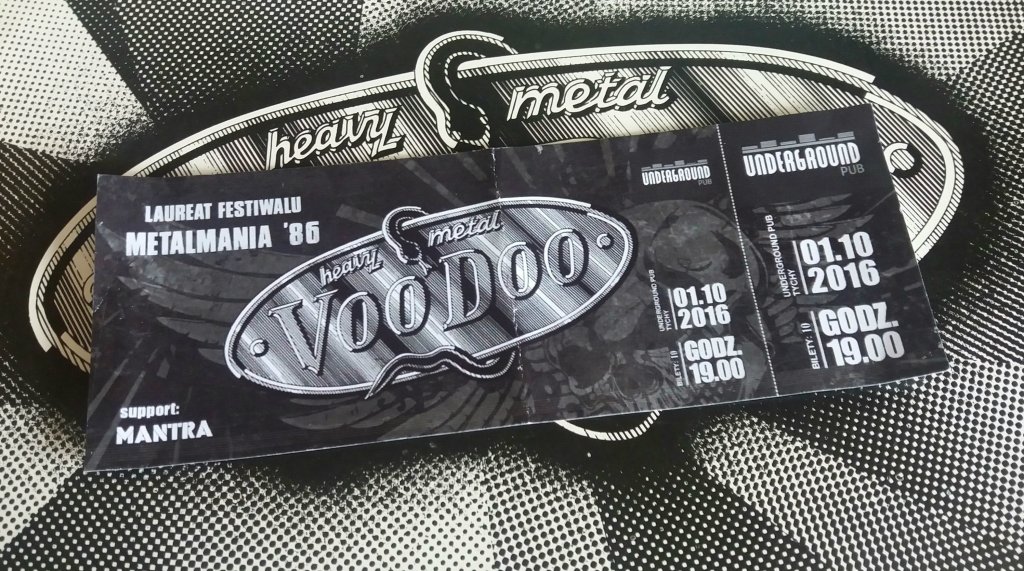 heavy metal
LAUREAT FESTIWALU
METALMANIA '86
heavy metal
VooDoo
support:
MANTRA
UNDERGROUND
PUB
UNDERGROUND PUB
TYCHY
01.10
2016
BILETY: 10
GODZ.
19.00
UNDERGROUND
PUB
UNDERGROUND PUB
TYCHY
01.10
2016
BILETY: 10
GODZ.
19.00